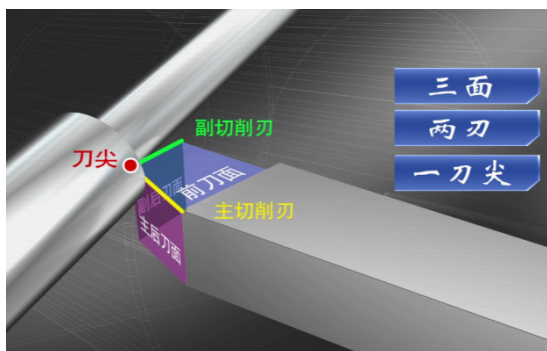 三面
两刃
一刀尖
副切削刃
刀尖
前刀面
副后刀面
主切削刃
主后刀面